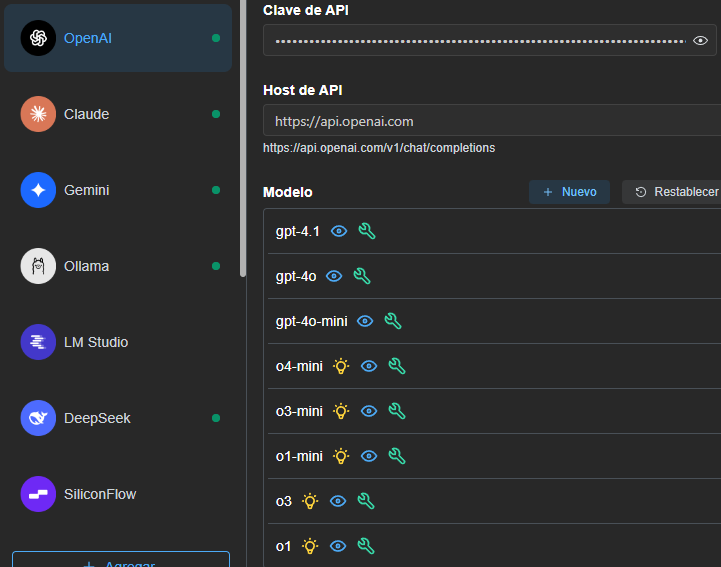 OpenAI
Claude
Gemini
Ollama
LM Studio
DeepSeek
SiliconFlow
+ Agregar
Clave de API
Host de API
https://api.openai.com
https://api.openai.com/v1/chat/completions
Modelo
+ Nuevo
Restablecer
gpt-4.1
gpt-4o
gpt-4o-mini
o4-mini
o3-mini
o1-mini
o3
o1